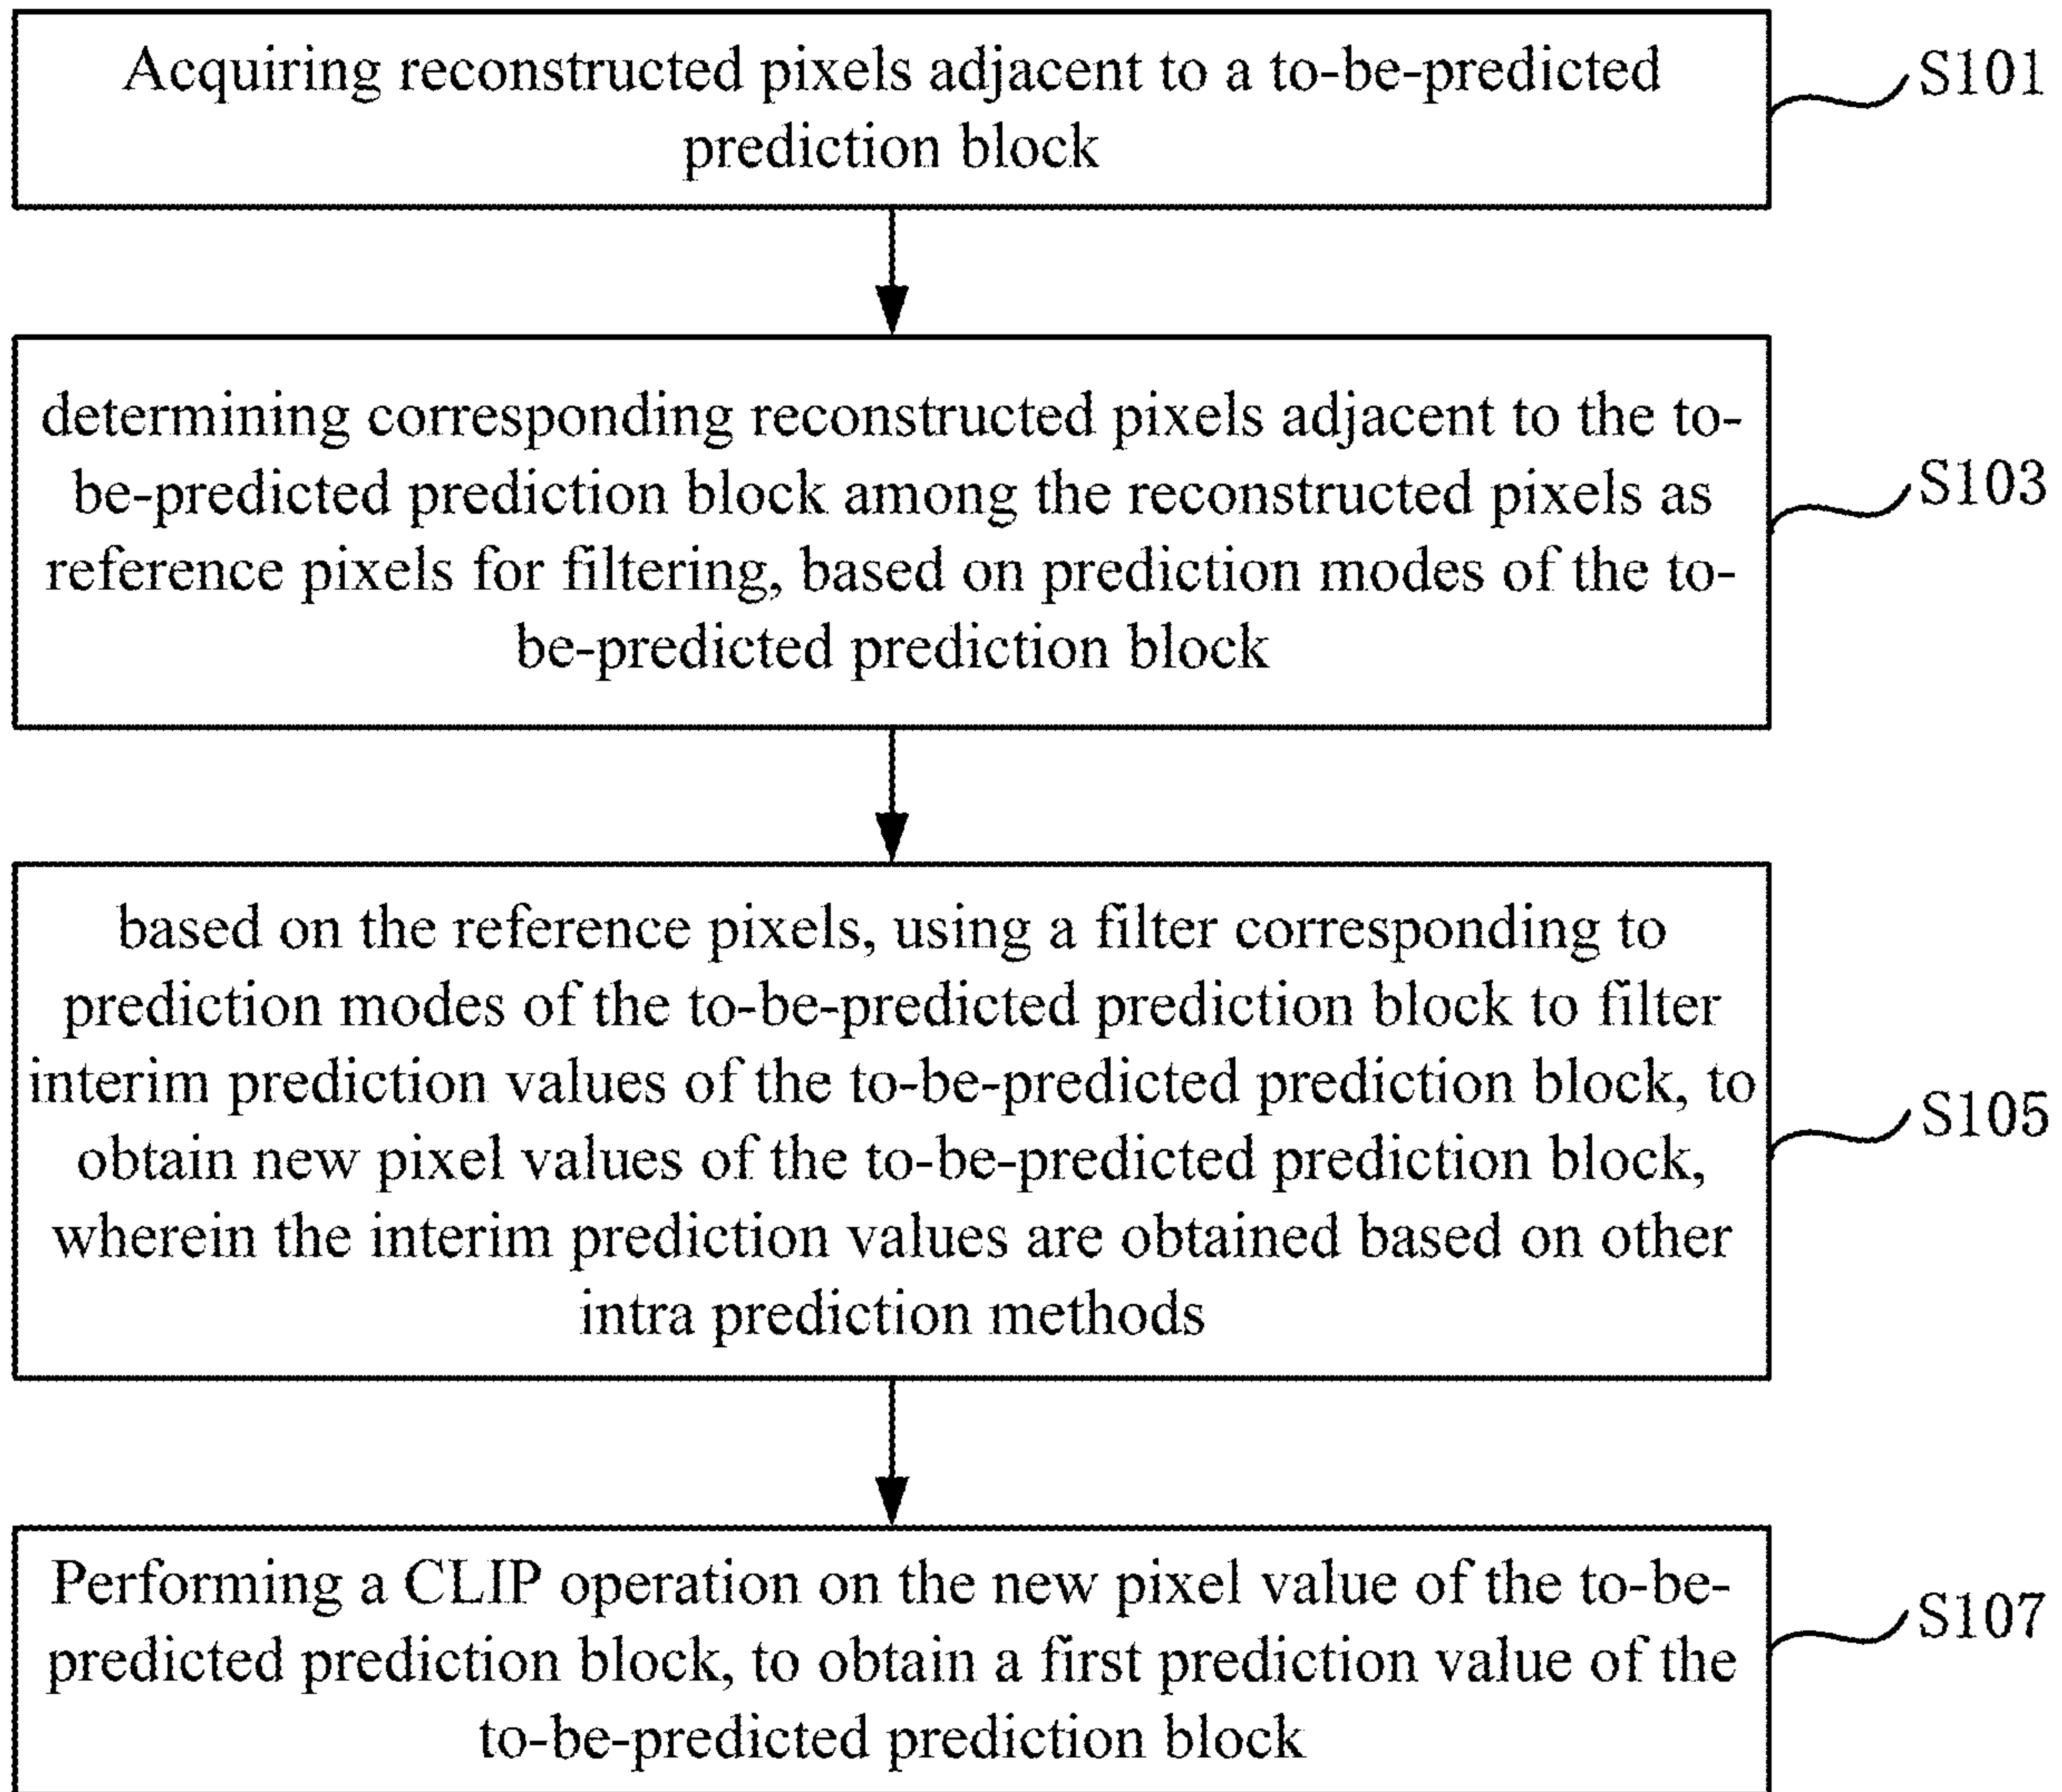 Acquiring reconstructed pixels adjacent to a to-be-predicted
prediction block
S101
determining corresponding reconstructed pixels adjacent to the to-
be-predicted prediction block among the reconstructed pixels as
reference pixels for filtering, based on prediction modes of the to-
be-predicted prediction block
S103
based on the reference pixels, using a filter corresponding to
prediction modes of the to-be-predicted prediction block to filter
interim prediction values of the to-be-predicted prediction block, to
obtain new pixel values of the to-be-predicted prediction block,
wherein the interim prediction values are obtained based on other
intra prediction methods
S105
Performing a CLIP operation on the new pixel value of the to-be-
predicted prediction block, to obtain a first prediction value of the
to-be-predicted prediction block
S107